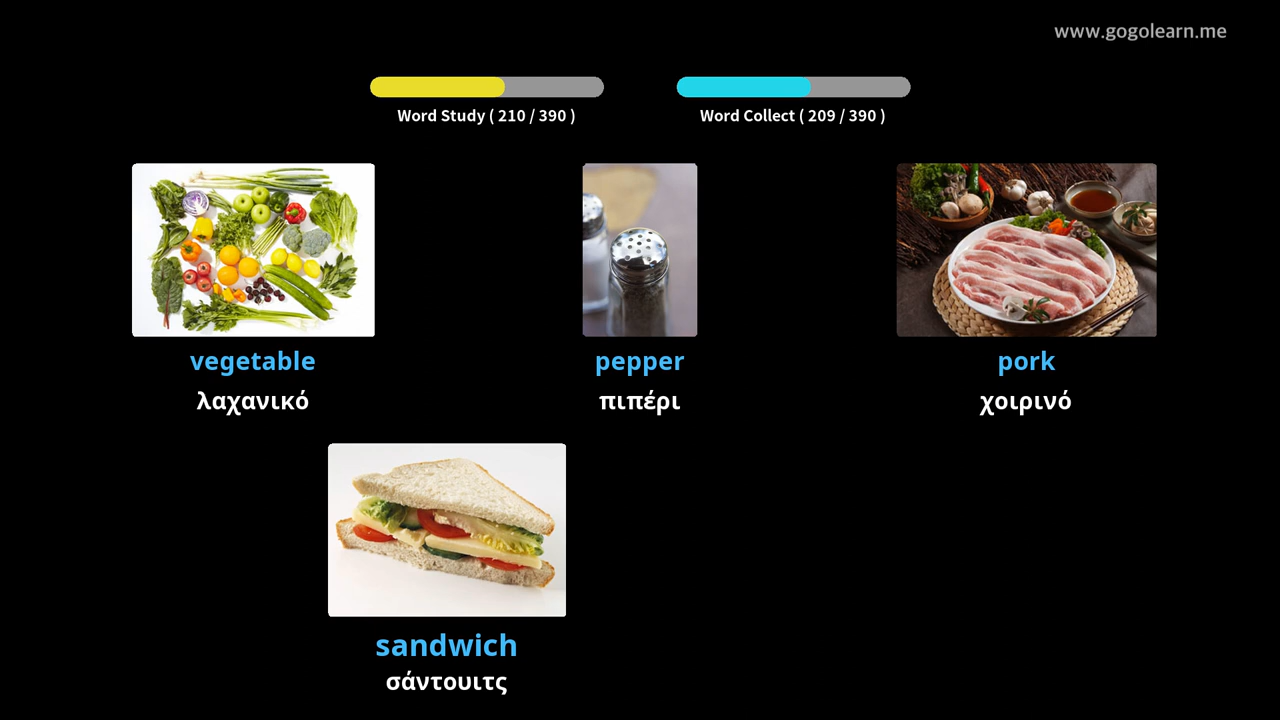 www.gogolearn.me
Word Study ( 210 / 390 )
Word Collect ( 209 / 390 )
vegetable
λαχανικό
pepper
πιπέρι
pork
χοιρινό
sandwich
σάντουιτς